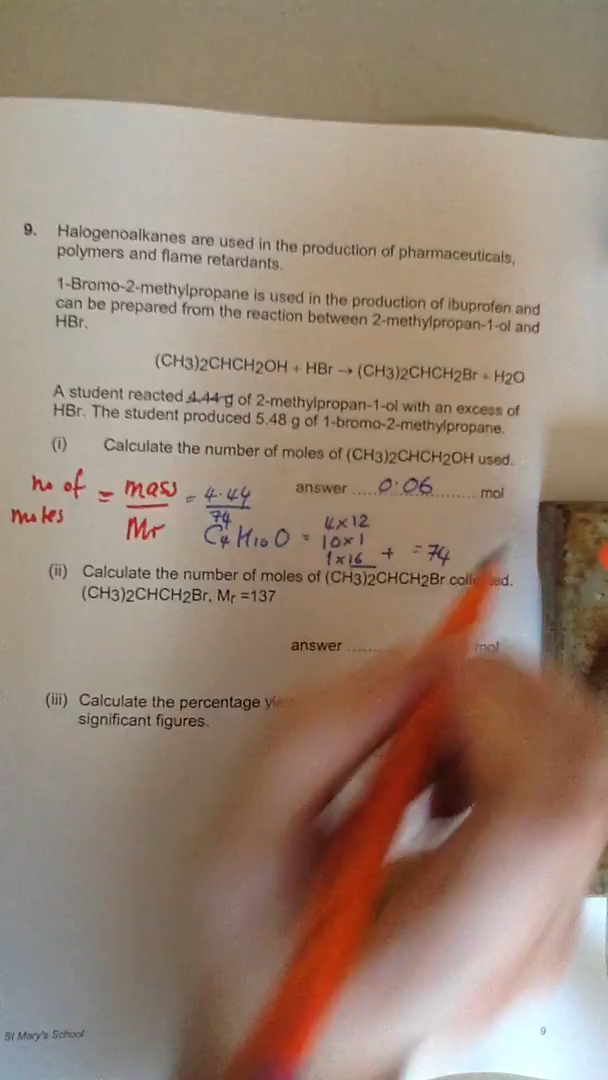 9. Halogenoalkanes are used in the production of pharmaceuticals,
polymers and flame retardants.
1-Bromo-2-methylpropane is used in the production of ibuprofen and
can be prepared from the reaction between 2-methylpropan-1-ol and
HBr.
(CH3)2CHCH2OH + HBr → (CH3)2CHCH2Br + H2O
A student reacted 4.44 g of 2-methylpropan-1-ol with an excess of
HBr. The student produced 5.48 g of 1-bromo-2-methylpropane.
(i) Calculate the number of moles of (CH3)2CHCH2OH used.
answer ..... 0.06 ......... mol
no of moles = mass / Mr = 4.44 / 74
C4H10O = 4x12
10x1
1x16 + = 74
(ii) Calculate the number of moles of (CH3)2CHCH2Br
(CH3)2CHCH2Br, Mr =137
answer ........ mol
(iii) Calculate the percentage
significant figures.
St Mary's School
9